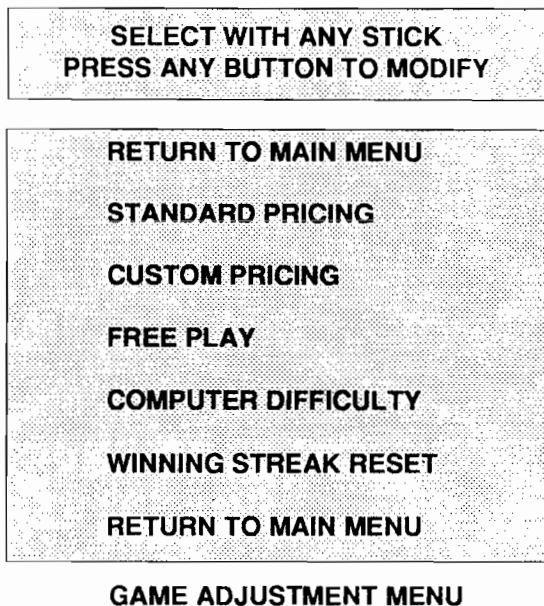 SELECT WITH ANY STICK
PRESS ANY BUTTON TO MODIFY
RETURN TO MAIN MENU
STANDARD PRICING
CUSTOM PRICING
FREE PLAY
COMPUTER DIFFICULTY
WINNING STREAK RESET
RETURN TO MAIN MENU
GAME ADJUSTMENT MENU